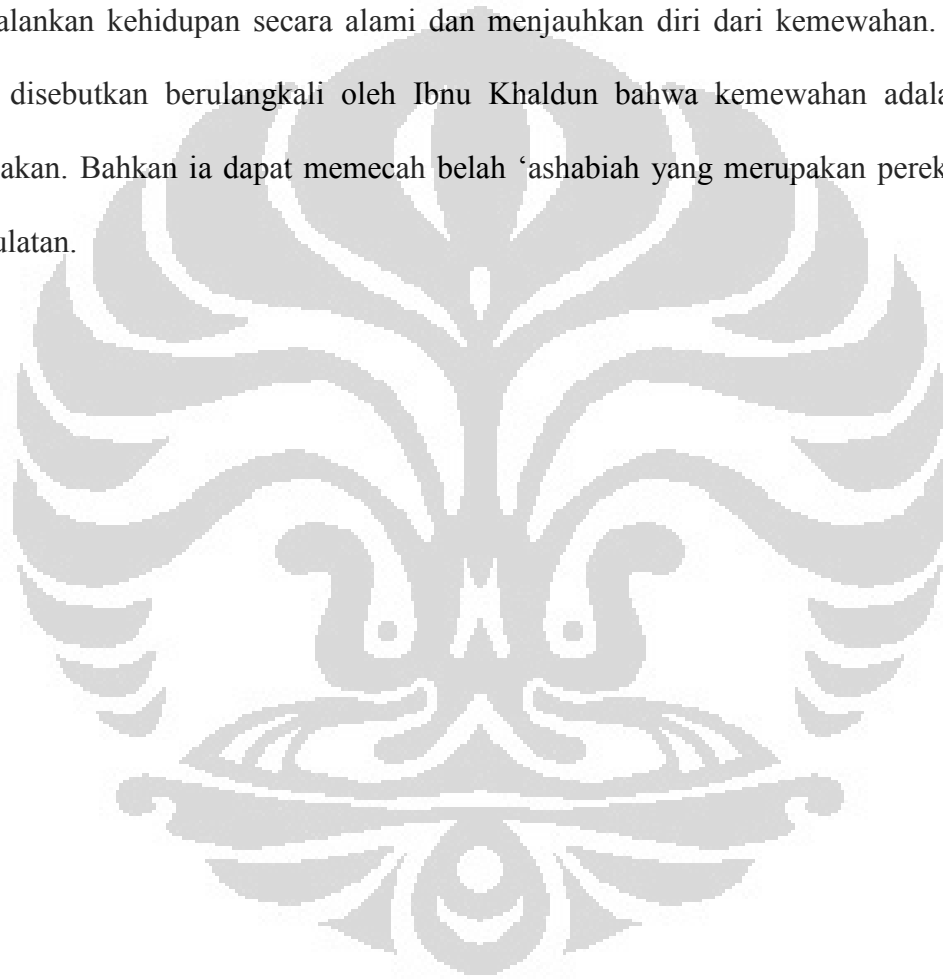 alankan kehidupan secara alami dan menjauhkan diri dari kemewahan.
disebutkan berulangkali oleh Ibnu Khaldun bahwa kemewahan adala
akan. Bahkan ia dapat memecah belah ‘ashabiah yang merupakan perek
ulatan.